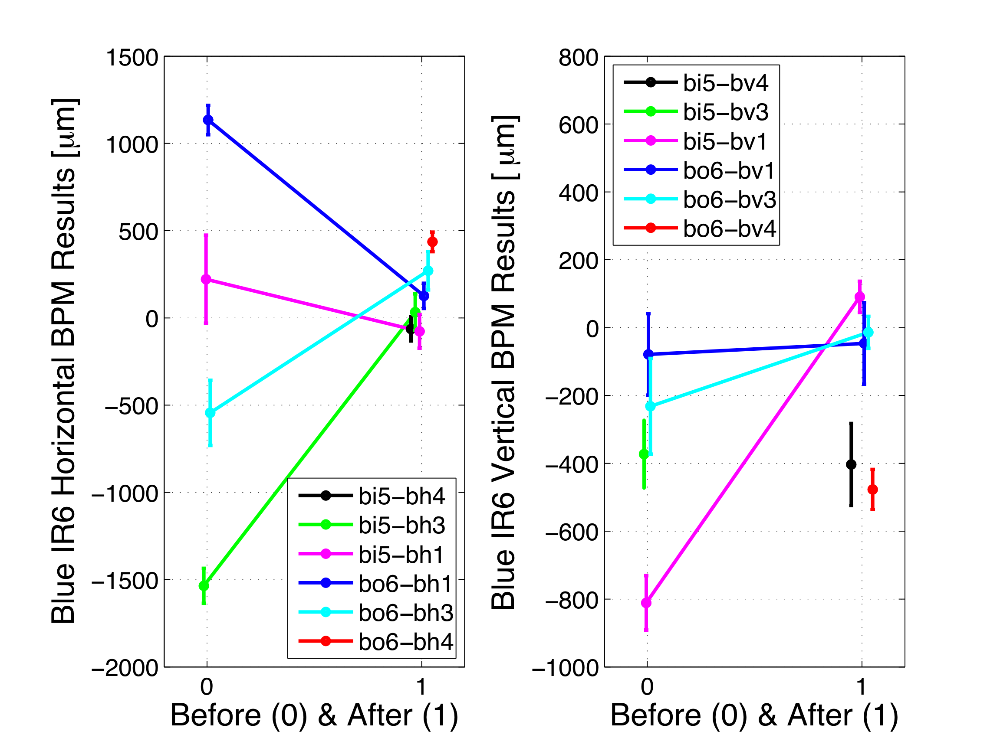 Blue IR6 Horizontal BPM Results [μm]
1500
1000
500
0
−500
−1000
−1500
−2000
bi5−bh4
bi5−bh3
bi5−bh1
bo6−bh1
bo6−bh3
bo6−bh4
0 1
Before (0) & After (1)
Blue IR6 Vertical BPM Results [ μm]
800
600
400
200
0
−200
−400
−600
−800
−1000
bi5−bv4
bi5−bv3
bi5−bv1
bo6−bv1
bo6−bv3
bo6−bv4
0 1
Before (0) & After (1)